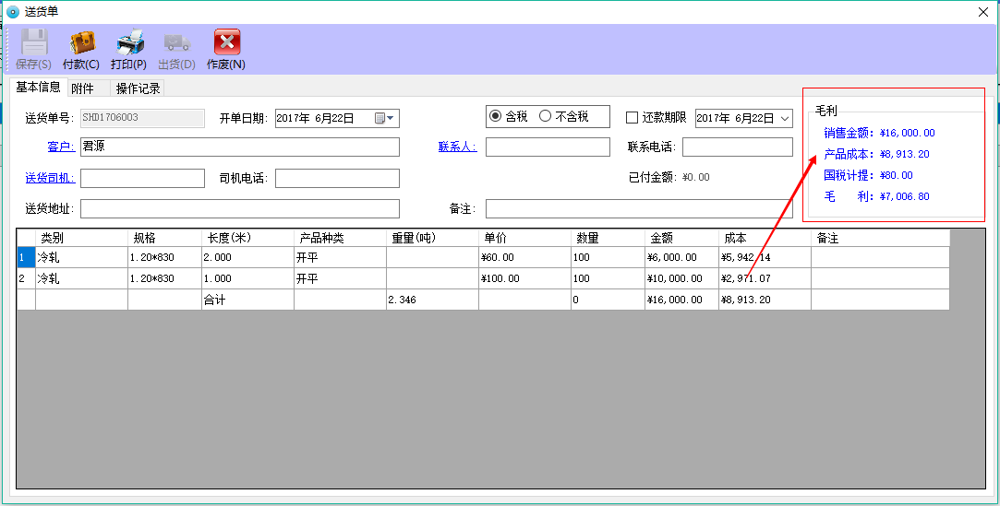 送货单
保存(S) 付款(C) 打印(P) 出货(D) 作废(N)
基本信息 附件 操作记录
送货单号: SHD1706003 开单日期: 2017年 6月22日 含税 不含税 还款期限 2017年 6月22日
客户: 君源 联系人: 联系电话:
送货司机: 司机电话: 已付金额: ¥0.00
送货地址: 备注:
毛利
销售金额: ¥16,000.00
产品成本: ¥8,913.20
国税计提: ¥80.00
毛 利: ¥7,006.80
类别 规格 长度(米) 产品种类 重量(吨) 单价 数量 金额 成本 备注
1 冷轧 1.20*830 2.000 开平 ¥60.00 100 ¥6,000.00 ¥5,942.14
2 冷轧 1.20*830 1.000 开平 ¥100.00 100 ¥10,000.00 ¥2,971.07
合计 2.346 0 ¥16,000.00 ¥8,913.20